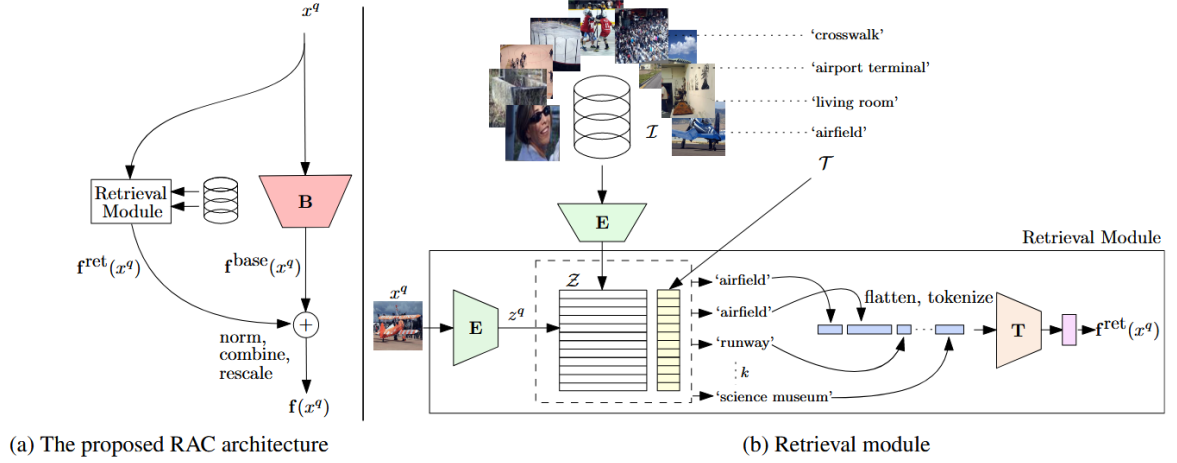 x^q
Retrieval
Module
B
f^ret(x^q)
f^base(x^q)
+
norm,
combine,
rescale
f(x^q)
(a) The proposed RAC architecture
'crosswalk'
'airport terminal'
'living room'
'airfield'
I
T
E
Retrieval Module
x^q
E
z^q
Z
'airfield'
'airfield'
'runway'
⋮ k
'science museum'
flatten, tokenize
...
T
f^ret(x^q)
(b) Retrieval module